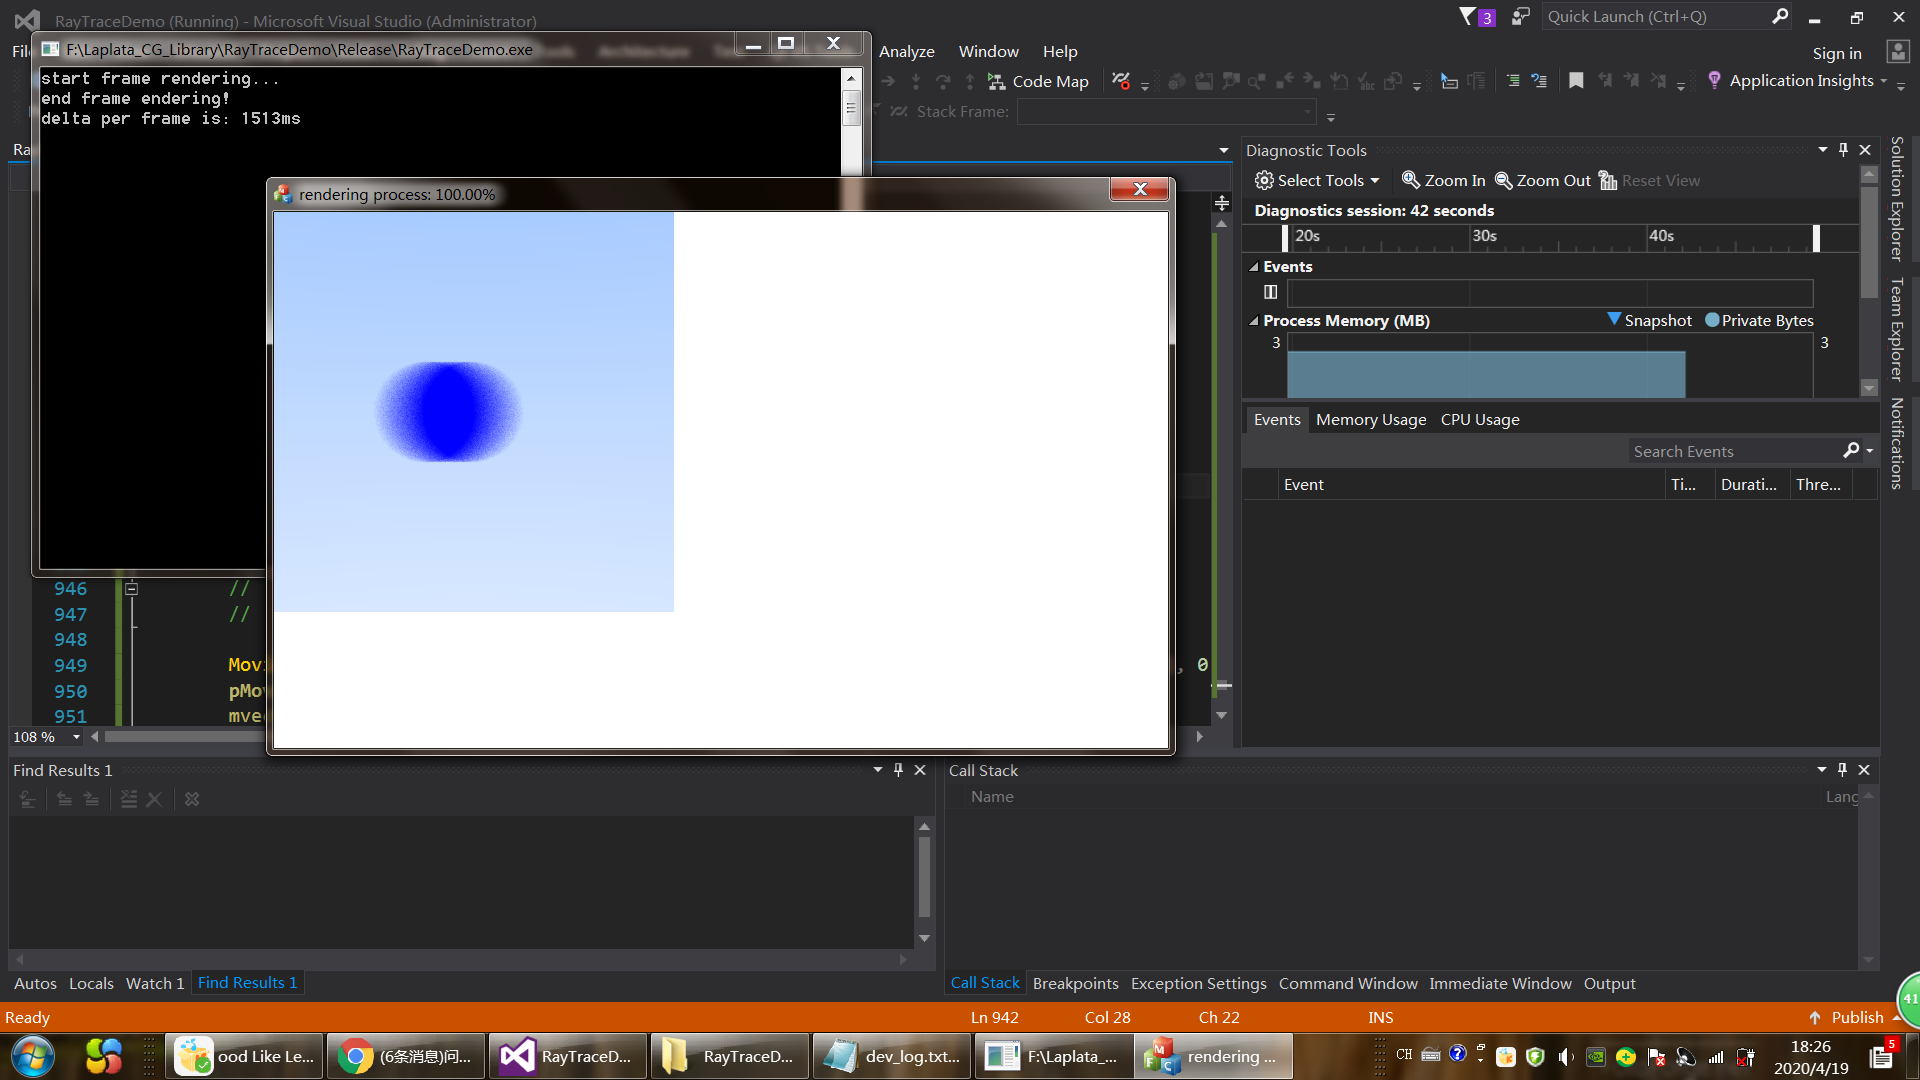 RayTraceDemo (Running) - Microsoft Visual Studio (Administrator)
3
Quick Launch (Ctrl+Q)
F:\Laplata_CG_Library\RayTraceDemo\Release\RayTraceDemo.exe
Analyze Window Help
Sign in
Code Map
Application Insights
Stack Frame:
start frame rendering...
end frame endering!
delta per frame is: 1513ms
rendering process: 100.00%
Diagnostic Tools
Select Tools Zoom In Zoom Out Reset View
Diagnostics session: 42 seconds
20s 30s 40s
Events
Process Memory (MB) Snapshot Private Bytes
3 3
Events Memory Usage CPU Usage
Search Events
Event Ti... Durati... Thre...
Solution Explorer
Team Explorer
Notifications
946 //
947 //
948
949 Mov , 0
950 pMov
951 mvec
108 %
Find Results 1
Call Stack
Name Lang
Autos Locals Watch 1 Find Results 1
Call Stack Breakpoints Exception Settings Command Window Immediate Window Output
41
Ready Ln 942 Col 28 Ch 22 INS Publish
ood Like Le... (6条消息)问... RayTraceD... RayTraceD... dev_log.txt... F:\Laplata_... rendering ...
CH
18:26
2020/4/19
5